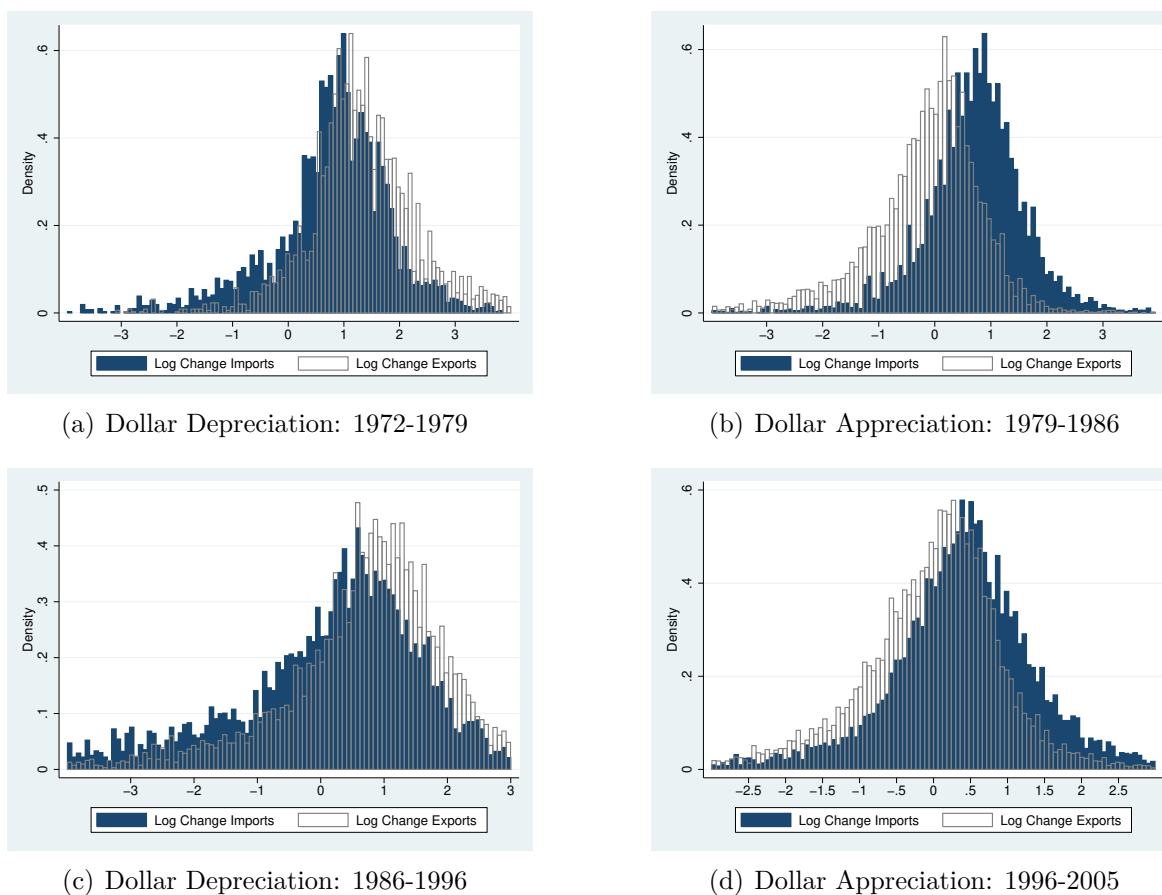 Density
0 .2 .4 .6
−3 −2 −1 0 1 2 3
Log Change Imports Log Change Exports
(a) Dollar Depreciation: 1972-1979
Density
0 .2 .4 .6
−3 −2 −1 0 1 2 3
Log Change Imports Log Change Exports
(b) Dollar Appreciation: 1979-1986
Density
0 .1 .2 .3 .4 .5
−3 −2 −1 0 1 2 3
Log Change Imports Log Change Exports
(c) Dollar Depreciation: 1986-1996
Density
0 .2 .4 .6
−2.5 −2 −1.5 −1 −.5 0 .5 1 1.5 2 2.5
Log Change Imports Log Change Exports
(d) Dollar Appreciation: 1996-2005